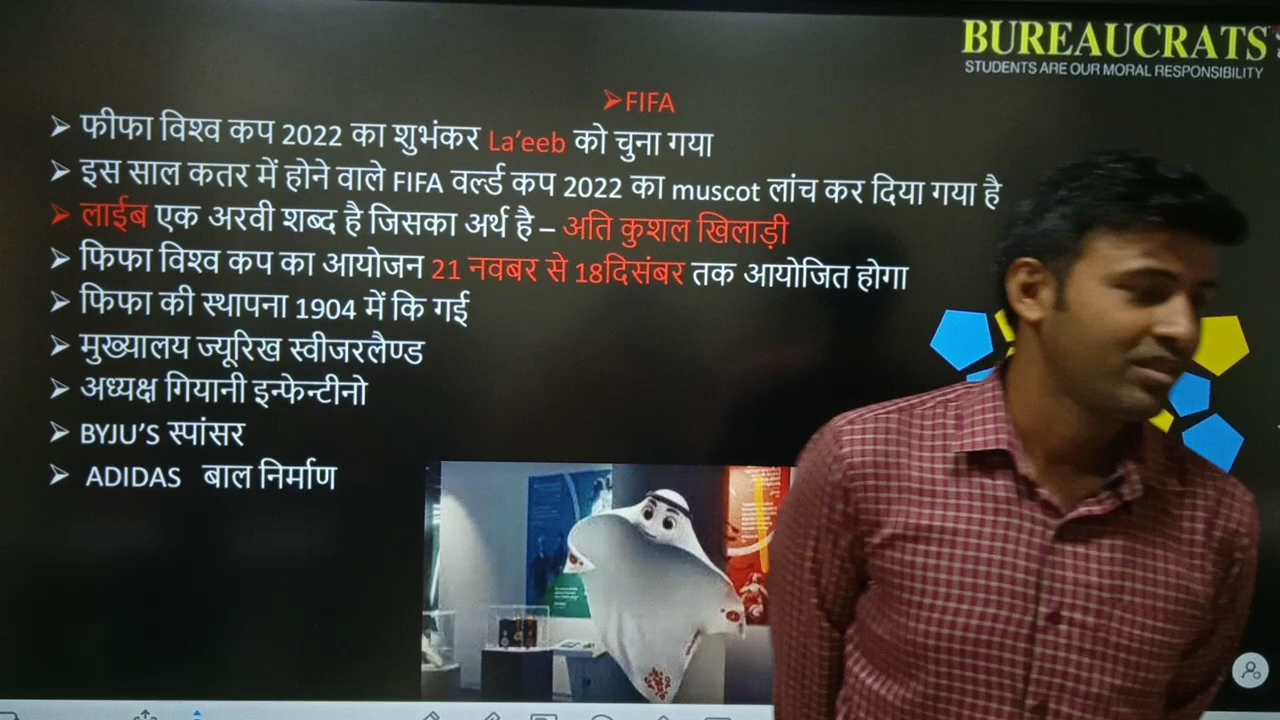 BUREAUCRATS
STUDENTS ARE OUR MORAL RESPONSIBILITY
➢FIFA
➢ फीफा विश्व कप 2022 का शुभंकर La’eeb को चुना गया
➢ इस साल कतर में होने वाले FIFA वर्ल्ड कप 2022 का muscot लांच कर दिया गया है
➢ लाईब एक अरवी शब्द है जिसका अर्थ है – अति कुशल खिलाड़ी
➢ फिफा विश्व कप का आयोजन 21 नवबर से 18दिसंबर तक आयोजित होगा
➢ फिफा की स्थापना 1904 में कि गई
➢ मुख्यालय ज्यूरिख स्वीजरलैण्ड
➢ अध्यक्ष गियानी इन्फेन्टीनो
➢ BYJU’S स्पांसर
➢ ADIDAS बाल निर्माण